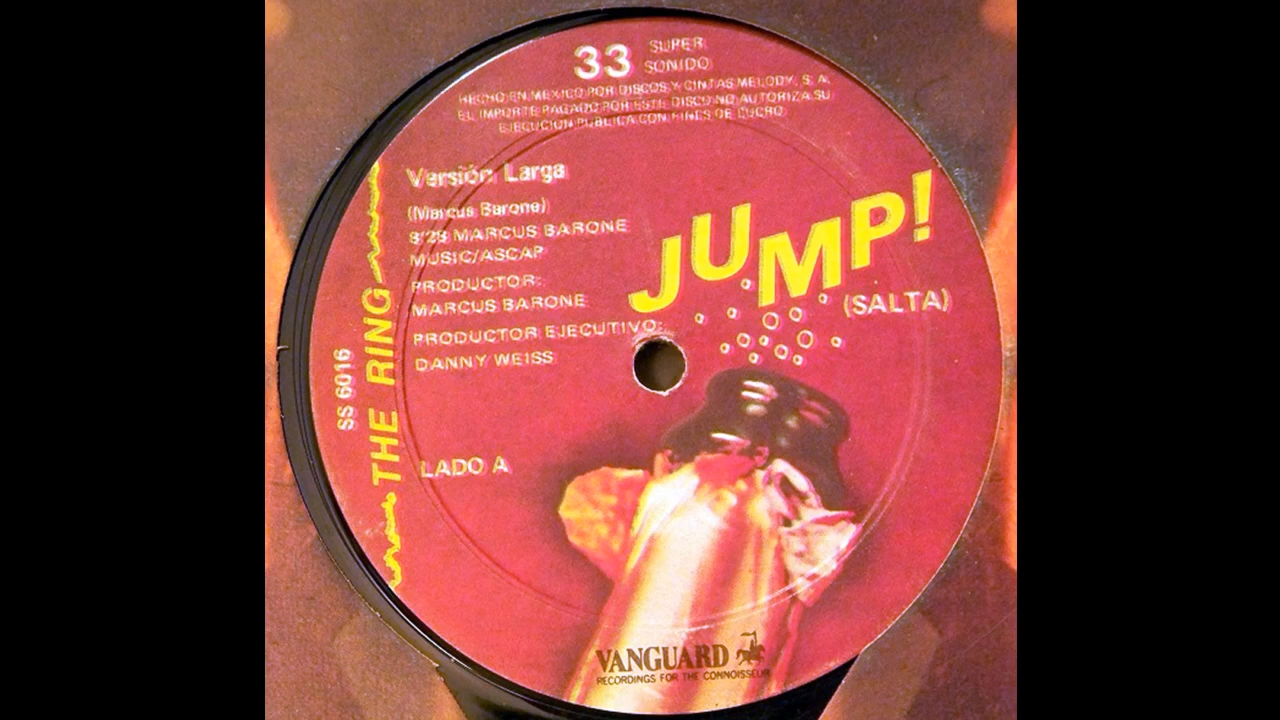 33 SUPER
SONIDO
HECHO EN MEXICO POR DISCOS Y CINTAS MELODY, S. A.
EL IMPORTE PAGADO POR ESTE DISCO NO AUTORIZA SU
EJECUCION PUBLICA CON FINES DE LUCRO
Versión Larga
(Marcus Barone)
8'29 MARCUS BARONE
MUSIC/ASCAP
PRODUCTOR:
MARCUS BARONE
PRODUCTOR EJECUTIVO:
DANNY WEISS
JUMP!
(SALTA)
SS 6016
THE RING
LADO A
VANGUARD
RECORDINGS FOR THE CONNOISSEUR